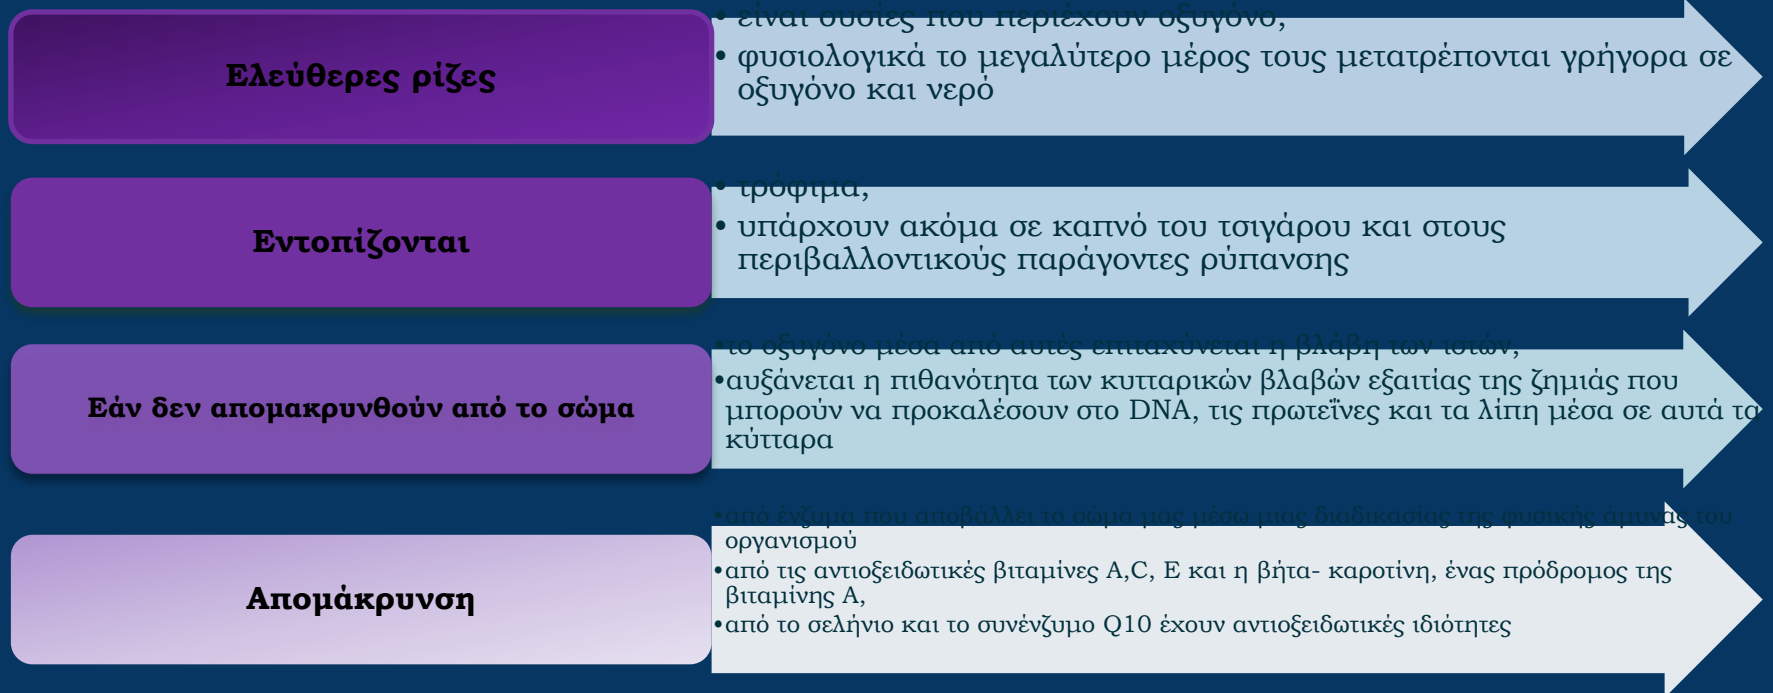 Ελεύθερες ρίζες
• είναι ουσίες που περιέχουν οξυγόνο,
• φυσιολογικά το μεγαλύτερο μέρος τους μετατρέπονται γρήγορα σε
οξυγόνο και νερό
Εντοπίζονται
• τρόφιμα,
• υπάρχουν ακόμα σε καπνό του τσιγάρου και στους
περιβαλλοντικούς παράγοντες ρύπανσης
Εάν δεν απομακρυνθούν από το σώμα
•το οξυγόνο μέσα από αυτές επιταχύνεται η βλάβη των ιστών,
•αυξάνεται η πιθανότητα των κυτταρικών βλαβών εξαιτίας της ζημιάς που
μπορούν να προκαλέσουν στο DNA, τις πρωτεΐνες και τα λίπη μέσα σε αυτά τα
κύτταρα
Απομάκρυνση
•από ένζυμα που αποβάλλει το σώμα μας μέσω μιας διαδικασίας της φυσικής άμυνας του
οργανισμού
•από τις αντιοξειδωτικές βιταμίνες A,C, E και η βήτα- καροτίνη, ένας πρόδρομος της
βιταμίνης A,
•από το σελήνιο και το συνένζυμο Q10 έχουν αντιοξειδωτικές ιδιότητες